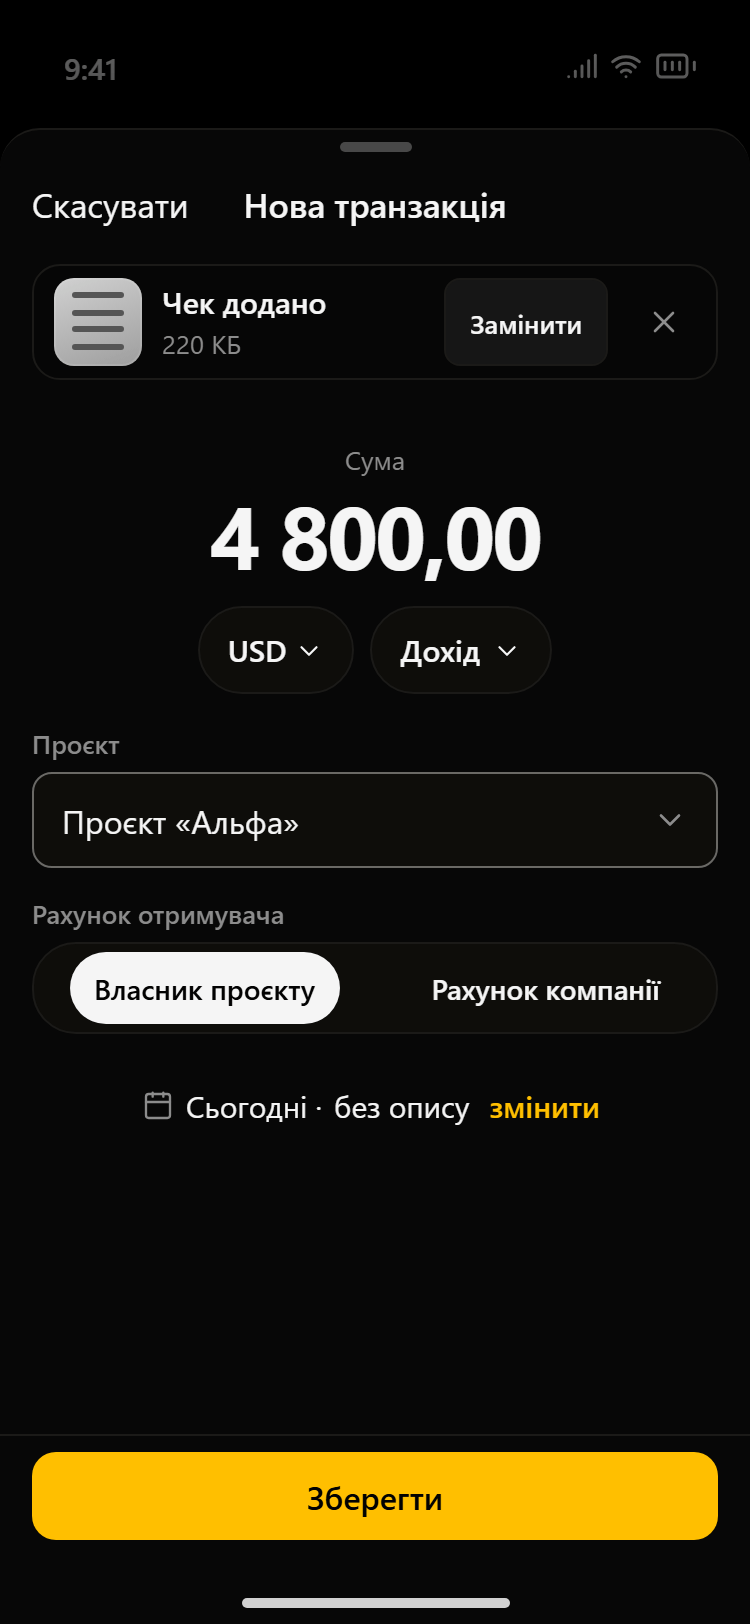 9:41
Скасувати Нова транзакція
Чек додано
220 КБ
Замінити
Сума
4 800,00
USD Дохід
Проєкт
Проєкт «Альфа»
Рахунок отримувача
Власник проєкту Рахунок компанії
Сьогодні · без опису змінити
Зберегти